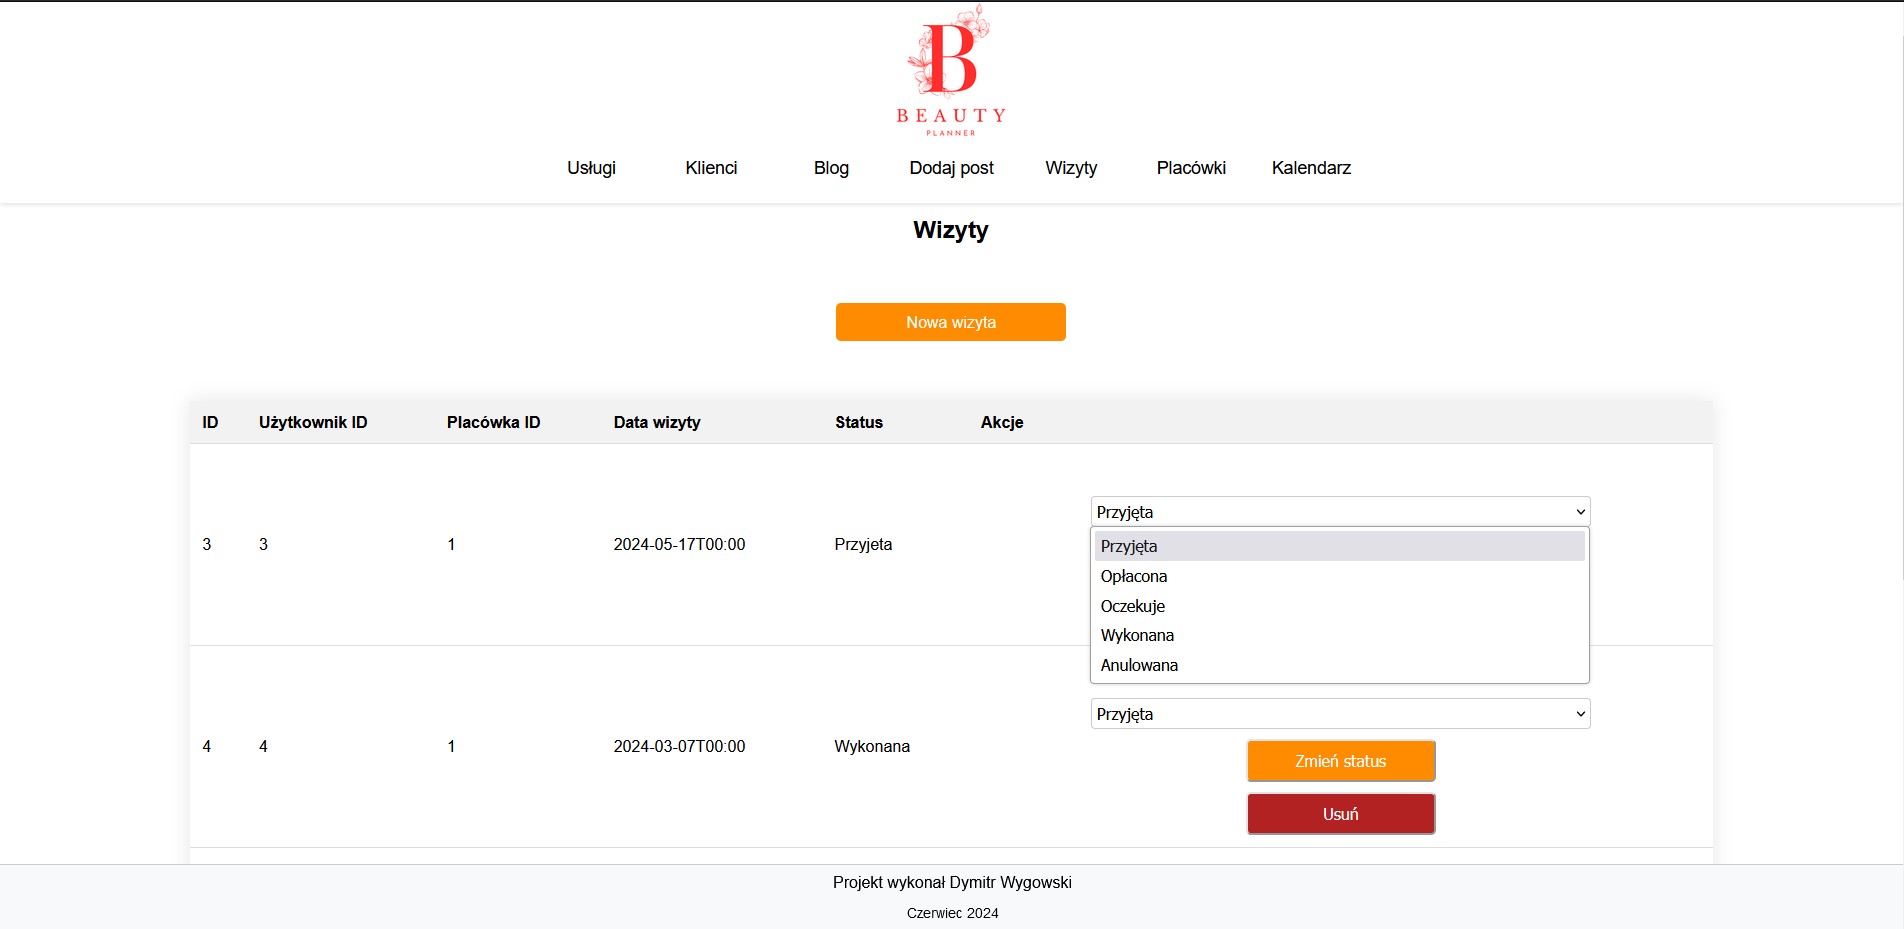 B
BEAUTY
PLANNER
Usługi Klienci Blog Dodaj post Wizyty Placówki Kalendarz
Wizyty
Nowa wizyta
ID Użytkownik ID Placówka ID Data wizyty Status Akcje
Przyjęta
3 3 1 2024-05-17T00:00 Przyjeta
Przyjęta
Opłacona
Oczekuje
Wykonana
Anulowana
Przyjęta
4 4 1 2024-03-07T00:00 Wykonana
Zmień status
Usuń
Projekt wykonał Dymitr Wygowski
Czerwiec 2024